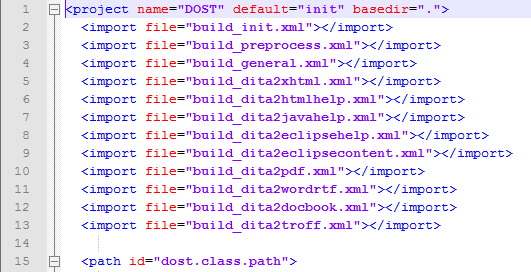 1 <project name="DOST" default="init" basedir=".">
2 <import file="build_init.xml"></import>
3 <import file="build_preprocess.xml"></import>
4 <import file="build_general.xml"></import>
5 <import file="build_dita2xhtml.xml"></import>
6 <import file="build_dita2htmlhelp.xml"></import>
7 <import file="build_dita2javahelp.xml"></import>
8 <import file="build_dita2eclipsehelp.xml"></import>
9 <import file="build_dita2eclipsecontent.xml"></import>
10 <import file="build_dita2pdf.xml"></import>
11 <import file="build_dita2wordrtf.xml"></import>
12 <import file="build_dita2docbook.xml"></import>
13 <import file="build_dita2troff.xml"></import>
14
15 <path id="dost.class.path">